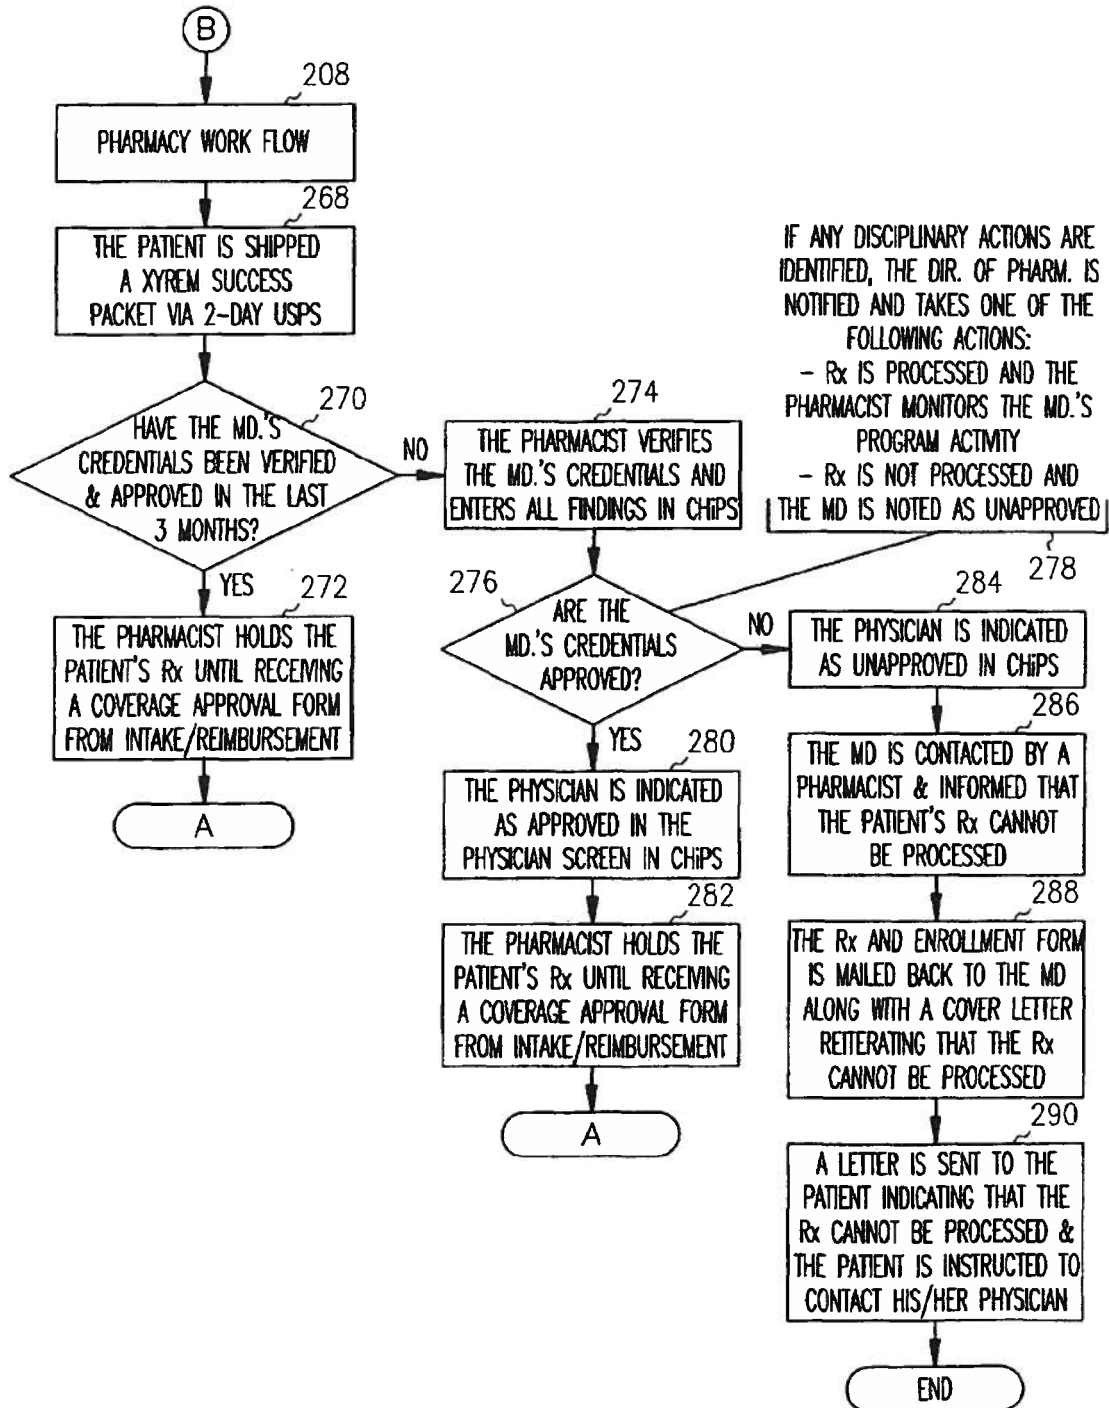 B
208
PHARMACY WORK FLOW
268
THE PATIENT IS SHIPPED
A XYREM SUCCESS
PACKET VIA 2-DAY USPS
270
HAVE THE MD.'S
CREDENTIALS BEEN VERIFIED
& APPROVED IN THE LAST
3 MONTHS?
NO
YES
272
THE PHARMACIST HOLDS THE
PATIENT'S Rx UNTIL RECEIVING
A COVERAGE APPROVAL FORM
FROM INTAKE/REIMBURSEMENT
A
274
THE PHARMACIST VERIFIES
THE MD.'S CREDENTIALS AND
ENTERS ALL FINDINGS IN CHiPS
IF ANY DISCIPLINARY ACTIONS ARE
IDENTIFIED, THE DIR. OF PHARM. IS
NOTIFIED AND TAKES ONE OF THE
FOLLOWING ACTIONS:
- Rx IS PROCESSED AND THE
PHARMACIST MONITORS THE MD.'S
PROGRAM ACTIVITY
- Rx IS NOT PROCESSED AND
THE MD IS NOTED AS UNAPPROVED
278
276
ARE THE
MD.'S CREDENTIALS
APPROVED?
NO
YES
280
THE PHYSICIAN IS INDICATED
AS APPROVED IN THE
PHYSICIAN SCREEN IN CHiPS
282
THE PHARMACIST HOLDS THE
PATIENT'S Rx UNTIL RECEIVING
A COVERAGE APPROVAL FORM
FROM INTAKE/REIMBURSEMENT
A
284
THE PHYSICIAN IS INDICATED
AS UNAPPROVED IN CHiPS
286
THE MD IS CONTACTED BY A
PHARMACIST & INFORMED THAT
THE PATIENT'S Rx CANNOT
BE PROCESSED
288
THE Rx AND ENROLLMENT FORM
IS MAILED BACK TO THE MD
ALONG WITH A COVER LETTER
REITERATING THAT THE Rx
CANNOT BE PROCESSED
290
A LETTER IS SENT TO THE
PATIENT INDICATING THAT THE
Rx CANNOT BE PROCESSED &
THE PATIENT IS INSTRUCTED TO
CONTACT HIS/HER PHYSICIAN
END